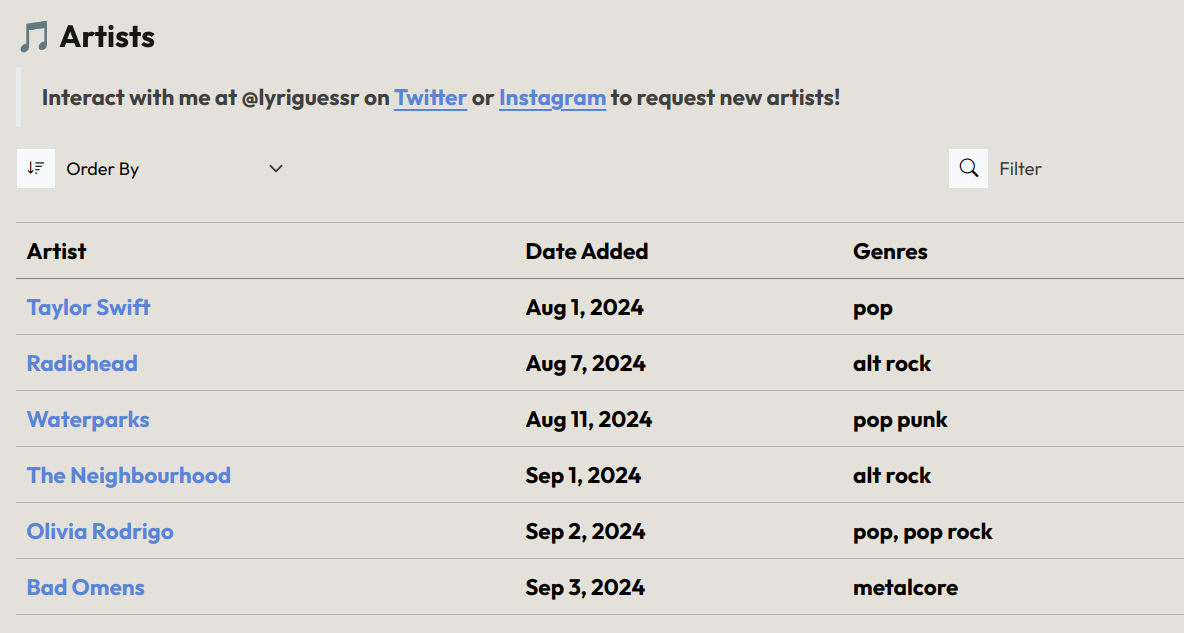 Artists
Interact with me at @lyriguessr on Twitter or Instagram to request new artists!
Order By
Filter
Artist Date Added Genres
Taylor Swift Aug 1, 2024 pop
Radiohead Aug 7, 2024 alt rock
Waterparks Aug 11, 2024 pop punk
The Neighbourhood Sep 1, 2024 alt rock
Olivia Rodrigo Sep 2, 2024 pop, pop rock
Bad Omens Sep 3, 2024 metalcore